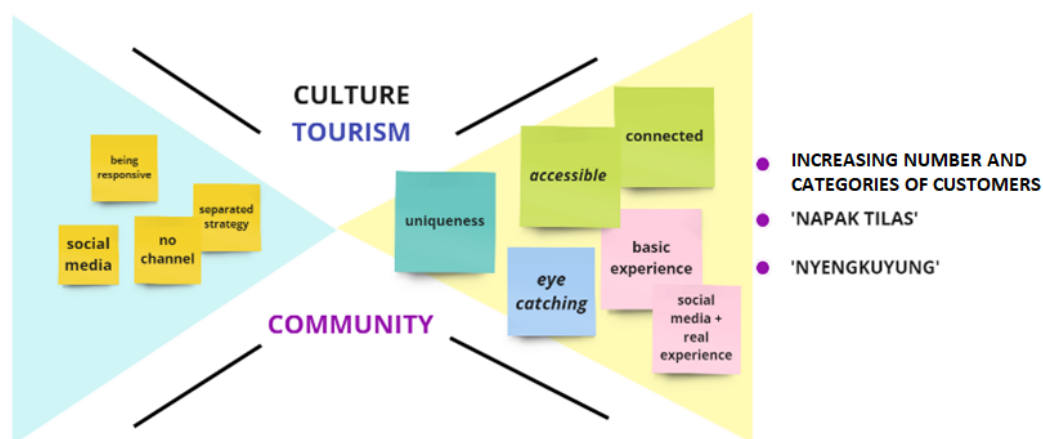 CULTURE
TOURISM
being
responsive
separated
strategy
social
media
no
channel
uniqueness
accessible
connected
eye
catching
basic
experience
social
media +
real
experience
COMMUNITY
INCREASING NUMBER AND
CATEGORIES OF CUSTOMERS
'NAPAK TILAS'
'NYENGKUYUNG'